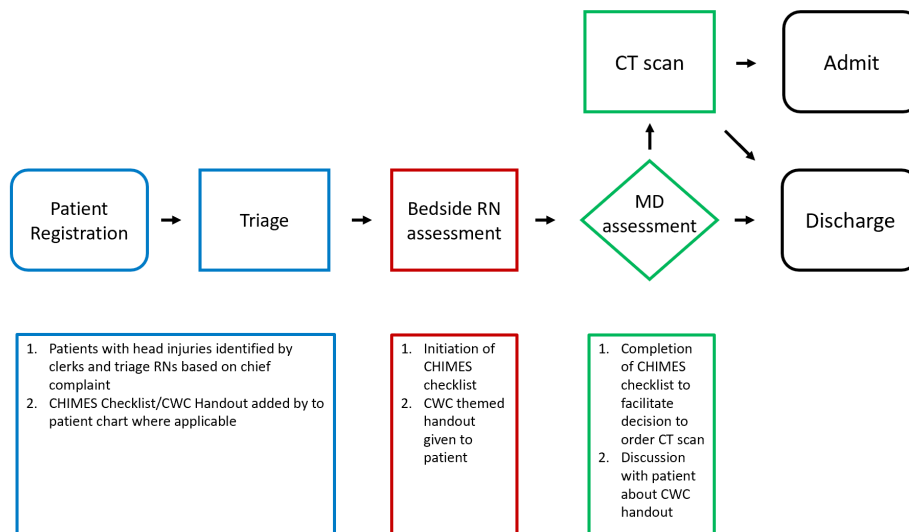 CT scan
Admit
Patient
Registration
Triage
Bedside RN
assessment
MD
assessment
Discharge
1. Patients with head injuries identified by
clerks and triage RNs based on chief
complaint
2. CHIMES Checklist/CWC Handout added by to
patient chart where applicable
1. Initiation of
CHIMES
checklist
2. CWC themed
handout
given to
patient
1. Completion
of CHIMES
checklist to
facilitate
decision to
order CT scan
2. Discussion
with patient
about CWC
handout